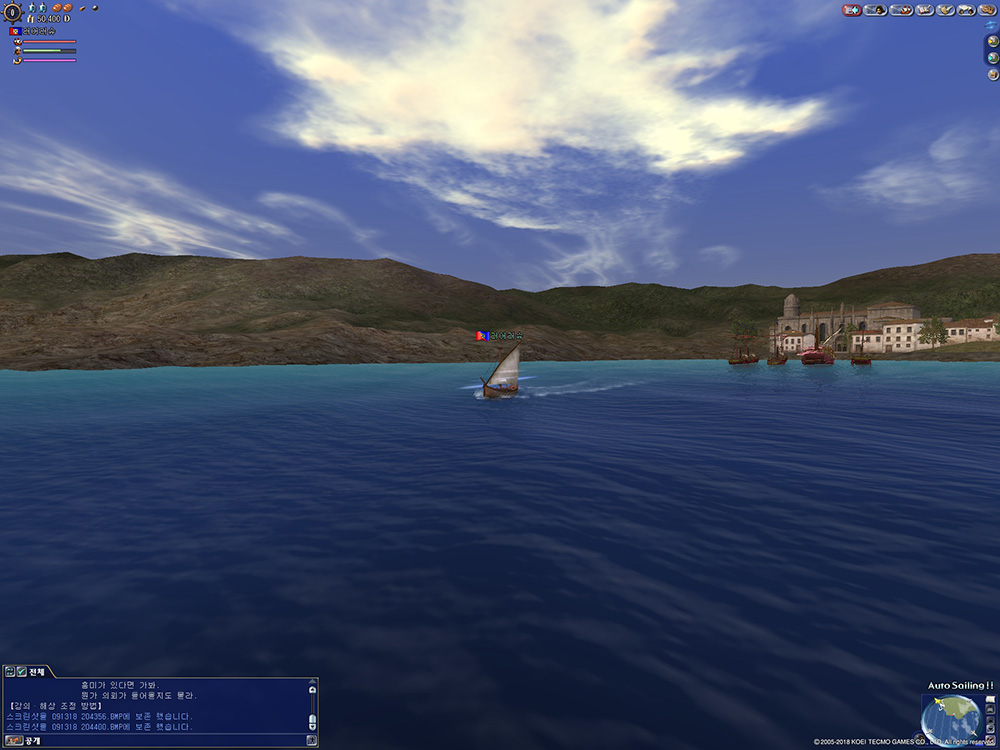 50,400 D
전체
흥미가 있다면 가봐.
뭔가 의뢰가 들어올지도 몰라.
【강의 · 해상 조정 방법】
스크린샷을 091318 204356.BMP에 보존 했습니다.
스크린샷을 091318 204400.BMP에 보존 했습니다.
공개
Auto Sailing !!
©2005-2018 KOEI TECMO GAMES CO., LTD. All rights reserved.